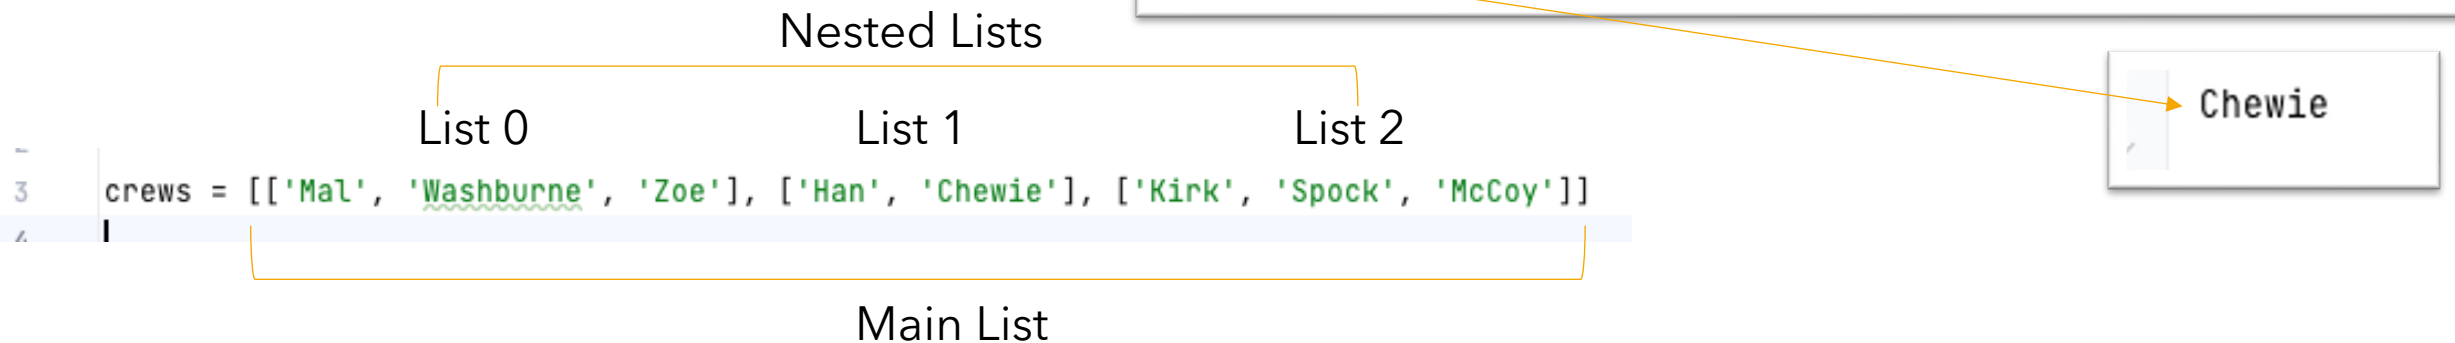 Nested Lists
List 0 List 1 List 2
Chewie
3 crews = [['Mal', 'Washburne', 'Zoe'], ['Han', 'Chewie'], ['Kirk', 'Spock', 'McCoy']]
Main List